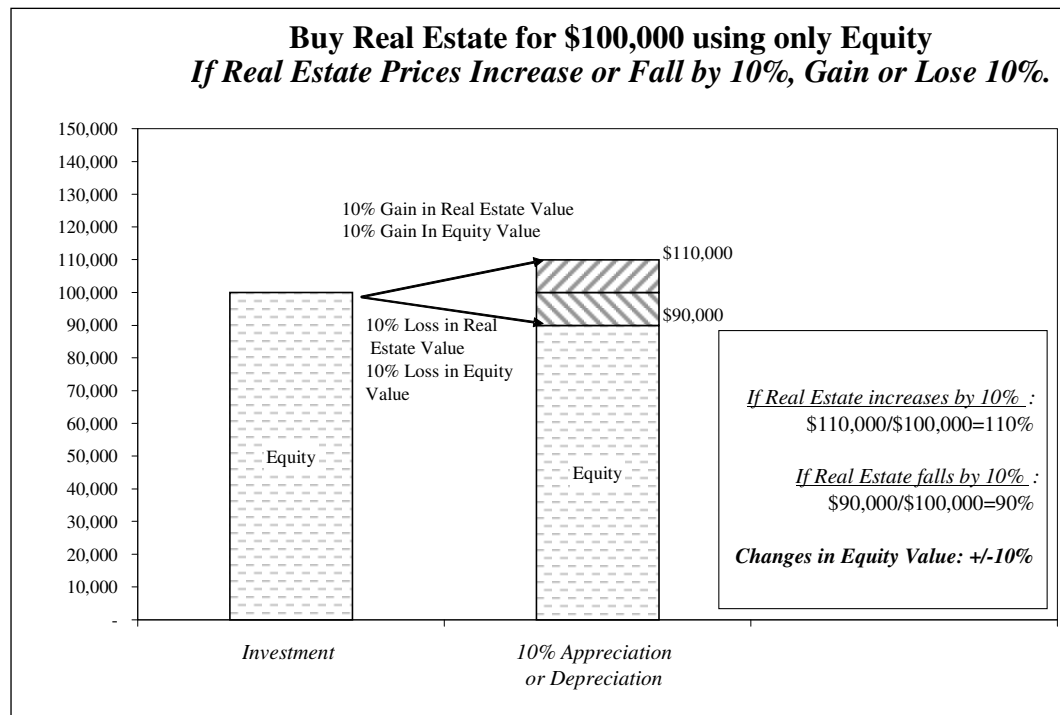 Buy Real Estate for $100,000 using only Equity
If Real Estate Prices Increase or Fall by 10%, Gain or Lose 10%.
150,000
140,000
130,000
120,000
110,000
100,000
90,000
80,000
70,000
60,000
50,000
40,000
30,000
20,000
10,000
-
10% Gain in Real Estate Value
10% Gain In Equity Value
$110,000
$90,000
10% Loss in Real
Estate Value
10% Loss in Equity
Value
Equity
Equity
If Real Estate increases by 10% :
$110,000/$100,000=110%
If Real Estate falls by 10% :
$90,000/$100,000=90%
Changes in Equity Value: +/-10%
Investment
10% Appreciation
or Depreciation